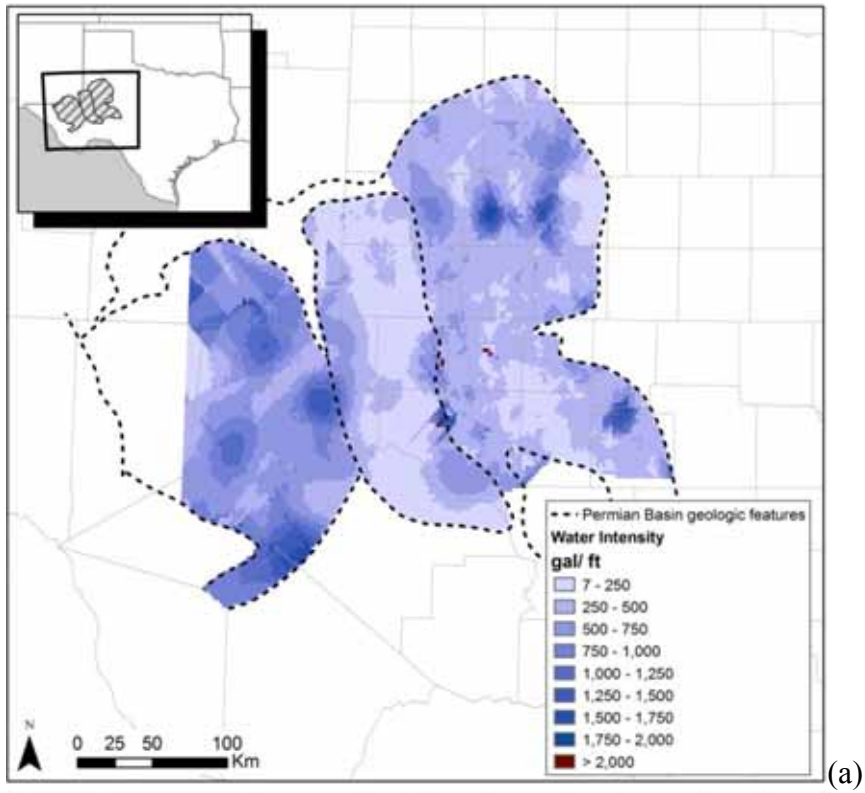 Permian Basin geologic features
Water Intensity
gal/ ft
7 - 250
250 - 500
500 - 750
750 - 1,000
1,000 - 1,250
1,250 - 1,500
1,500 - 1,750
1,750 - 2,000
> 2,000
N
0 25 50 100
Km
(a)